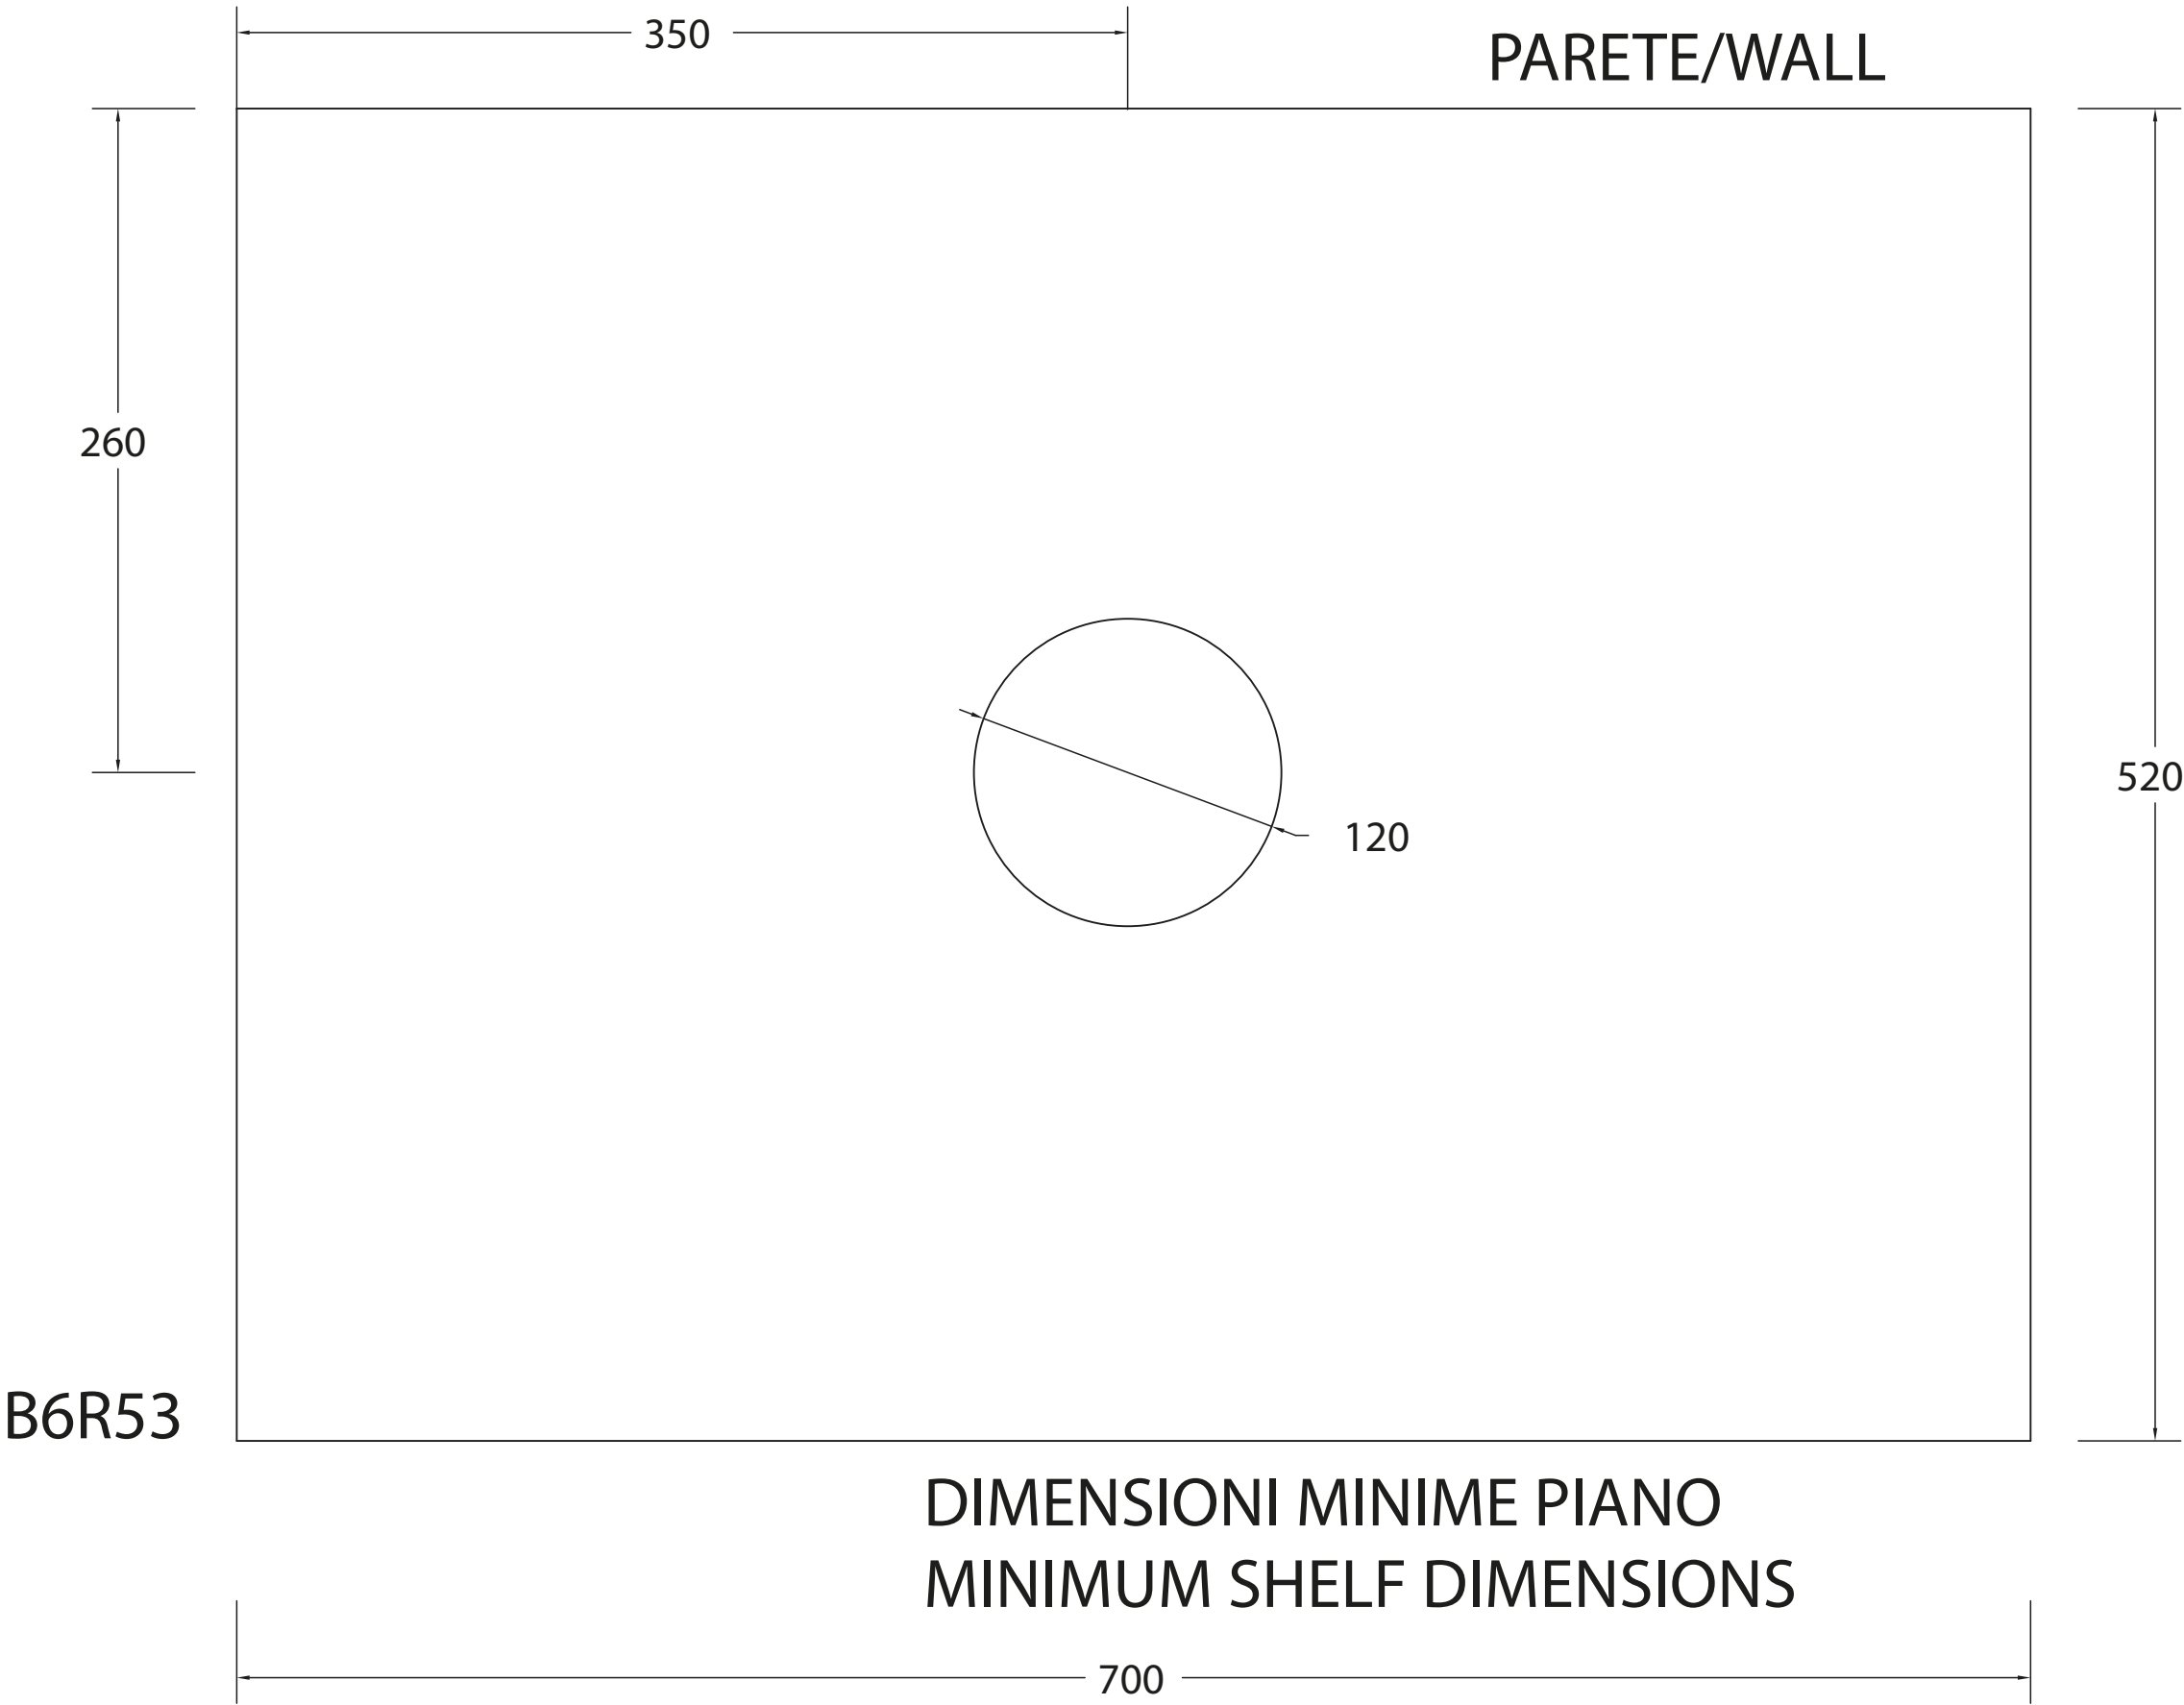 350
PARETE/WALL
260
520
120
B6R53
DIMENSIONI MINIME PIANO
MINIMUM SHELF DIMENSIONS
700